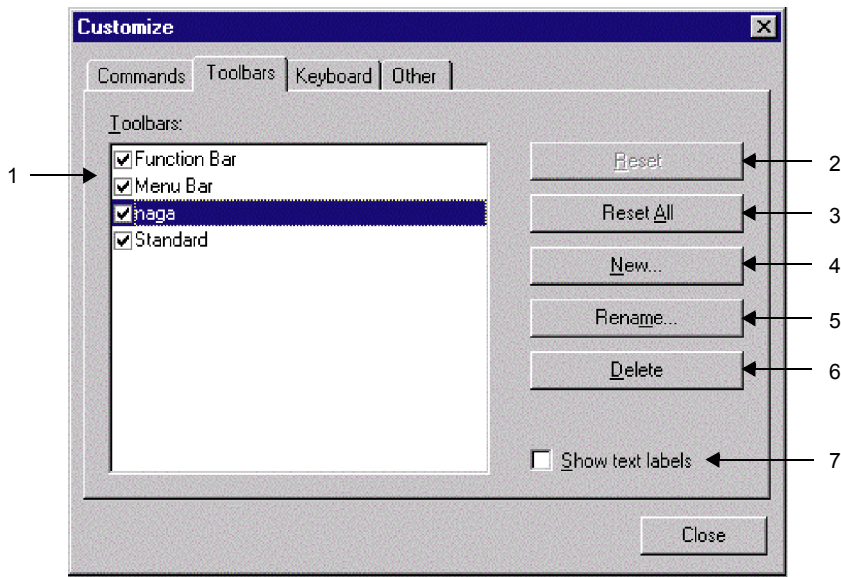 Customize
Commands Toolbars Keyboard Other
Toolbars:
1
Function Bar
Menu Bar
naga
Standard
Reset 2
Reset All 3
New... 4
Rename... 5
Delete 6
Show text labels 7
Close